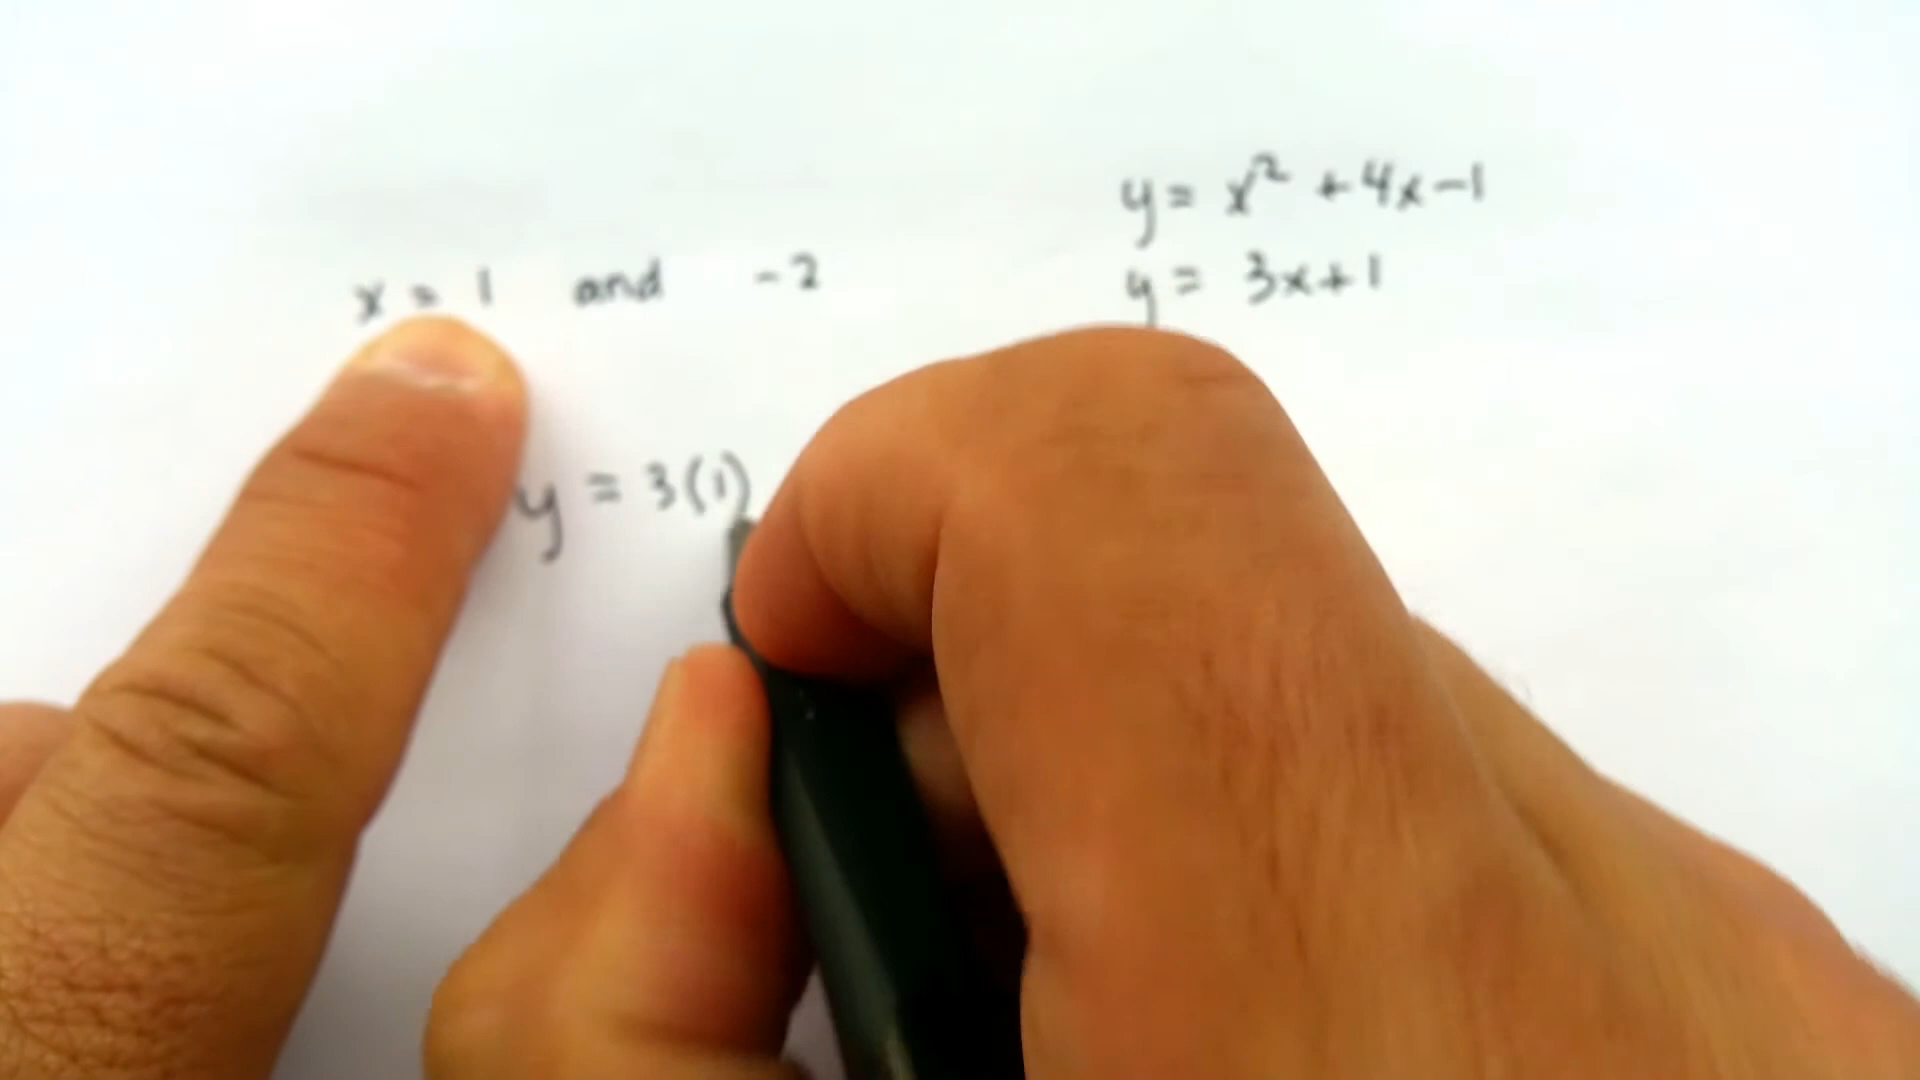 x = 1 and -2
y = x² + 4x - 1
y = 3x + 1
y = 3(1)